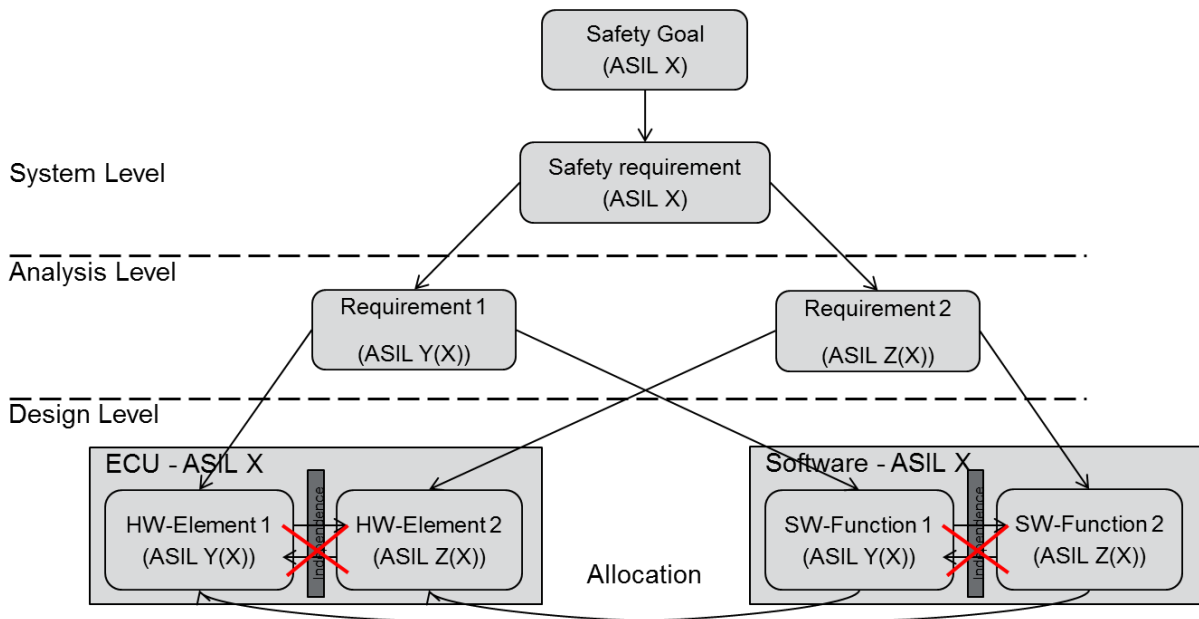 Safety Goal
(ASIL X)
System Level
Safety requirement
(ASIL X)
Analysis Level
Requirement 1
(ASIL Y(X))
Requirement 2
(ASIL Z(X))
Design Level
ECU - ASIL X
HW-Element 1
(ASIL Y(X))
Independence
HW-Element 2
(ASIL Z(X))
Allocation
Software - ASIL X
SW-Function 1
(ASIL Y(X))
Independence
SW-Function 2
(ASIL Z(X))